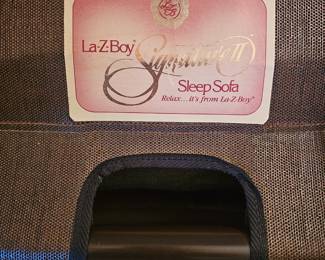 La-Z-Boy Signature II
Sleep Sofa
Relax...it's from La-Z-Boy®